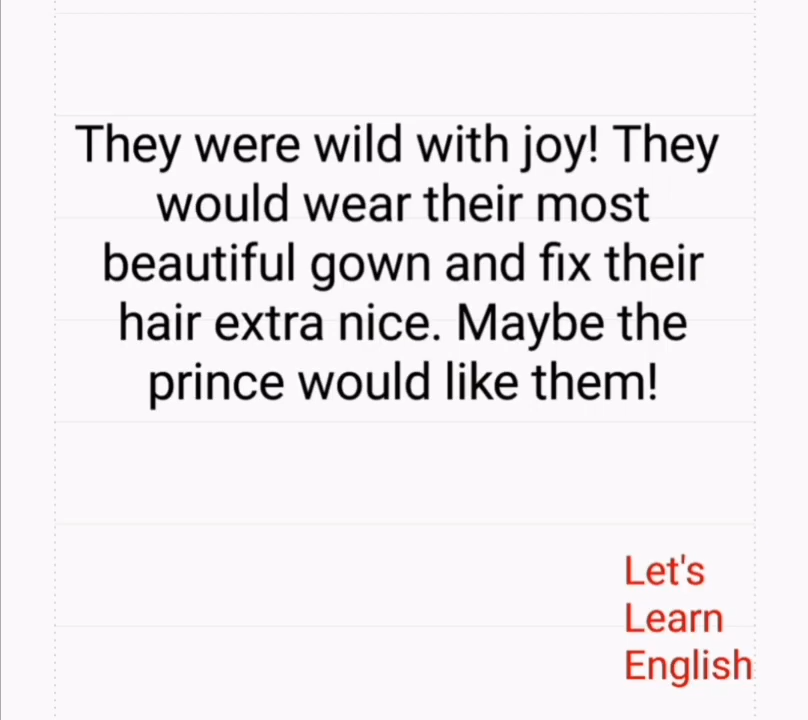 They were wild with joy! They
would wear their most
beautiful gown and fix their
hair extra nice. Maybe the
prince would like them!
Let's
Learn
English